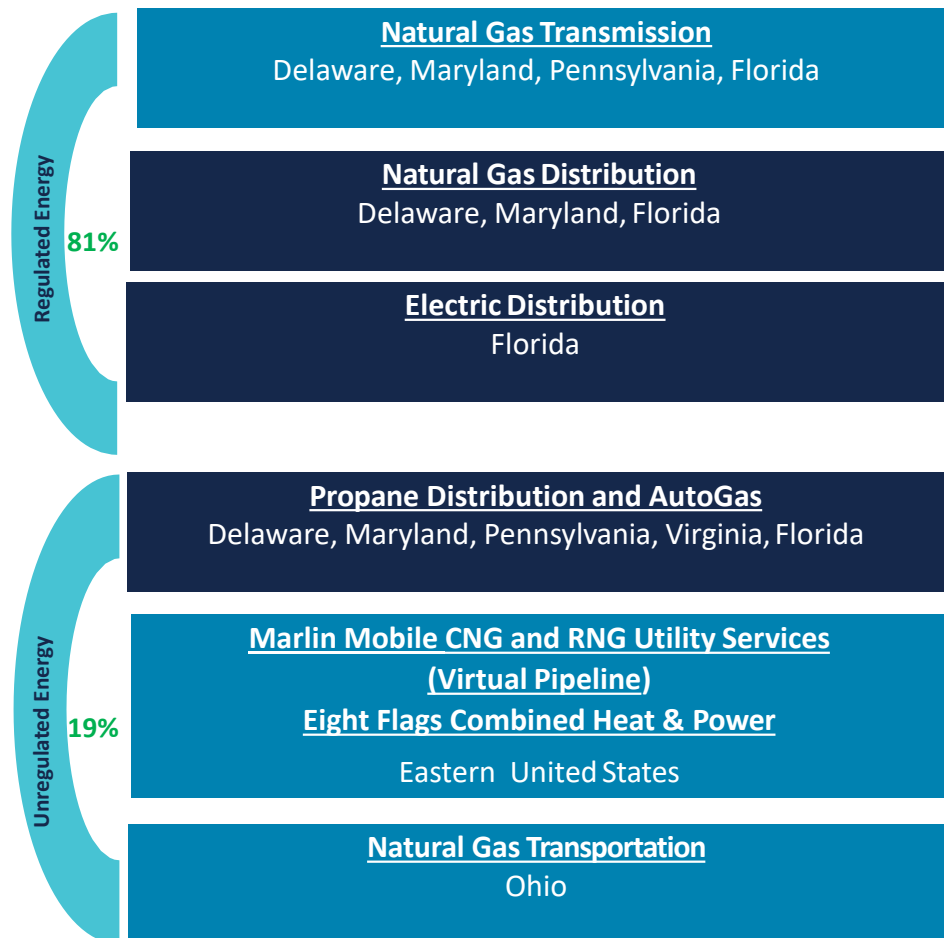 Regulated Energy
81%
Natural Gas Transmission
Delaware, Maryland, Pennsylvania, Florida
Natural Gas Distribution
Delaware, Maryland, Florida
Electric Distribution
Florida
Unregulated Energy
19%
Propane Distribution and AutoGas
Delaware, Maryland, Pennsylvania, Virginia, Florida
Marlin Mobile CNG and RNG Utility Services
(Virtual Pipeline)
Eight Flags Combined Heat & Power
Eastern United States
Natural Gas Transportation
Ohio